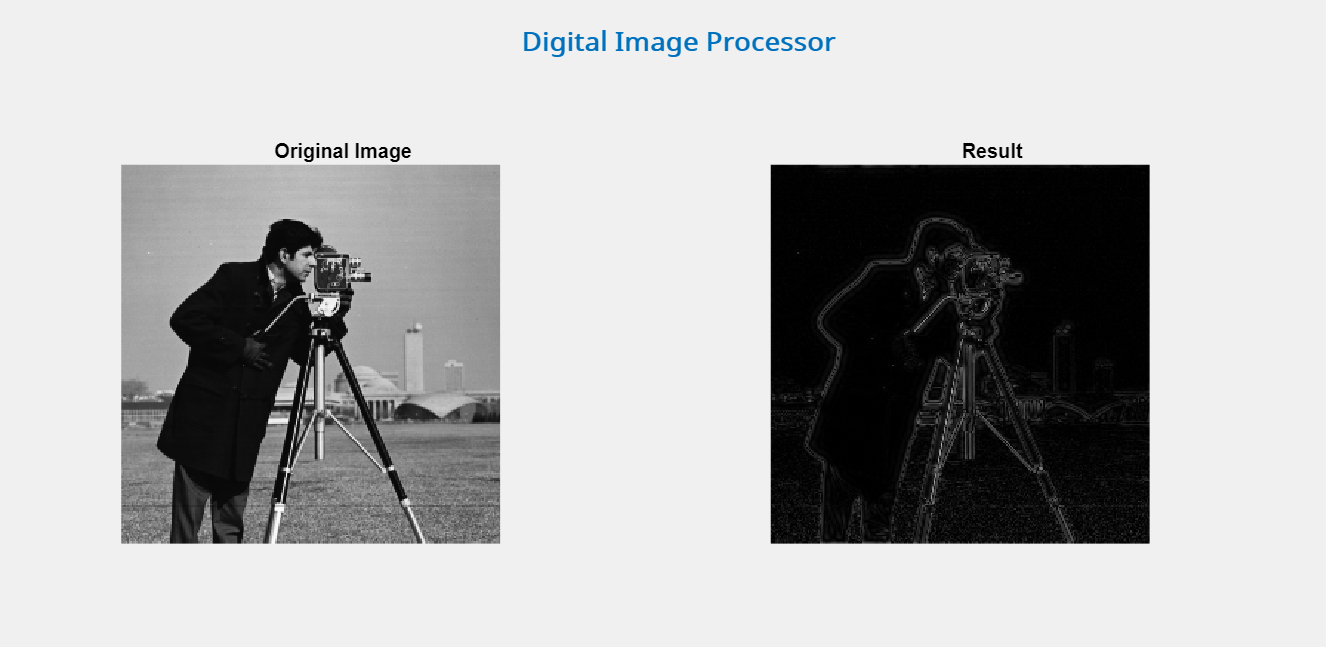 Digital Image Processor
Original Image
Result